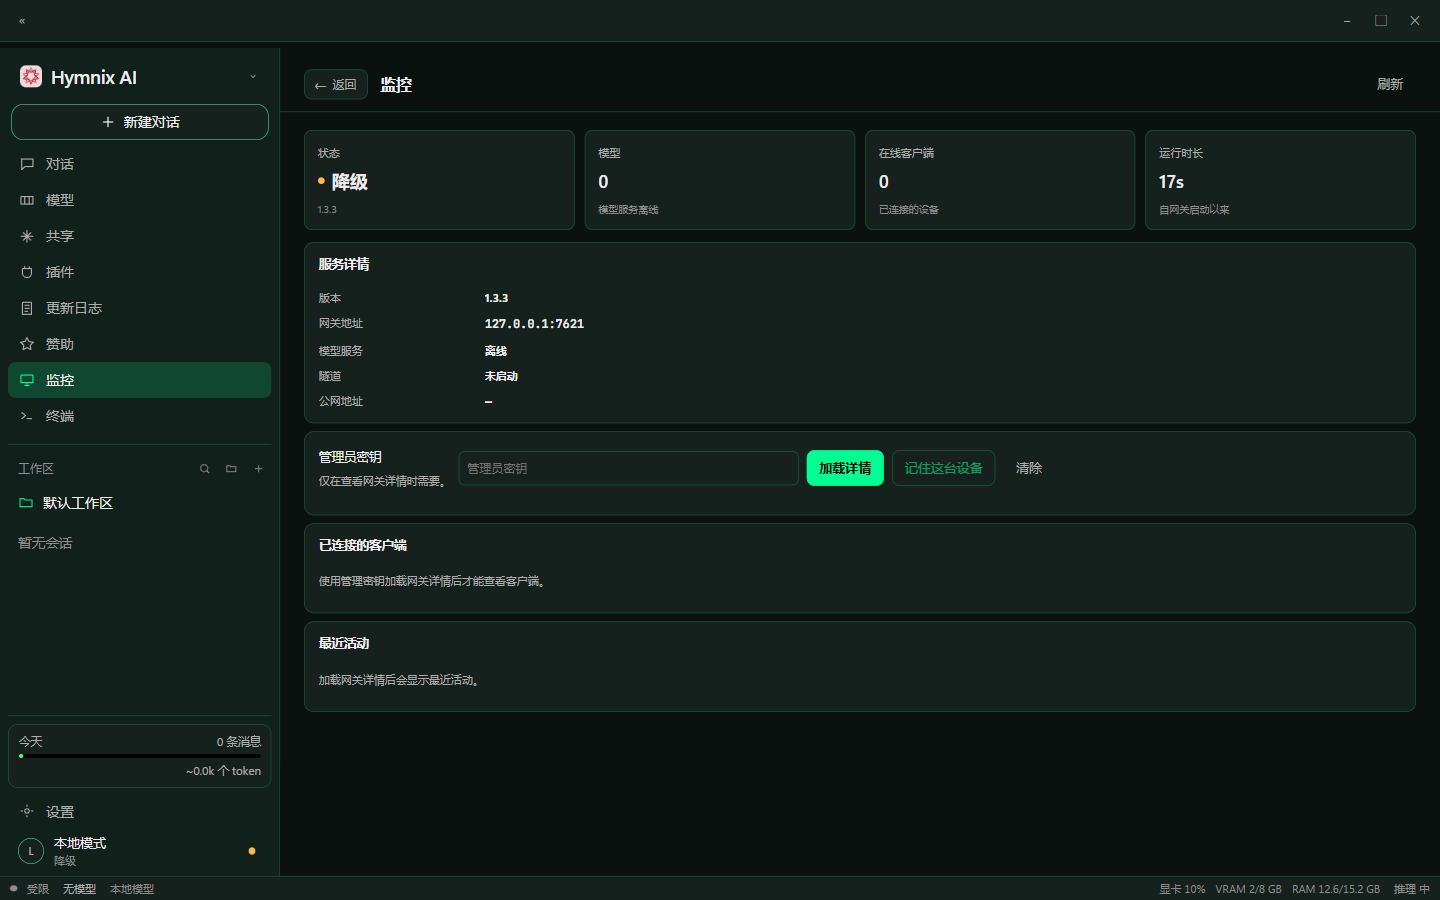 «
Hymnix AI
+ 新建对话
对话
模型
共享
插件
更新日志
赞助
监控
终端
工作区
默认工作区
暂无会话
今天 0 条消息
~0.0k 个 token
设置
L 本地模式
降级
← 返回 监控 刷新
状态
降级
1.3.3
模型
0
模型服务离线
在线客户端
0
已连接的设备
运行时长
17s
自网关启动以来
服务详情
版本 1.3.3
网关地址 127.0.0.1:7621
模型服务 离线
隧道 未启动
公网地址 —
管理员密钥
仅在查看网关详情时需要。
管理员密钥
加载详情
记住这台设备
清除
已连接的客户端
使用管理密钥加载网关详情后才能查看客户端。
最近活动
加载网关详情后会显示最近活动。
受限 无模型 本地模型 显卡 10% VRAM 2/8 GB RAM 12.6/15.2 GB 推理 中